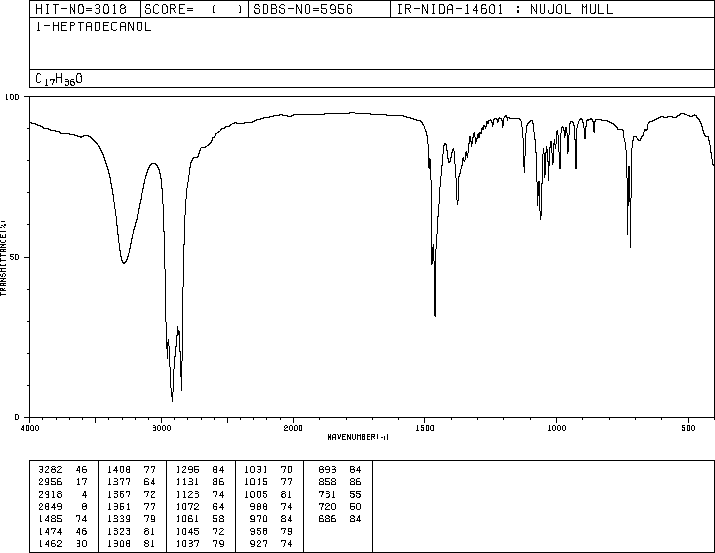 HIT-NO=3018 SCORE= ( ) SDBS-NO=5956 IR-NIDA-14601 : NUJOL MULL
1-HEPTADECANOL
C17H36O
100
50
0
TRANSMITTANCE(%)
4000 3000 2000 1500 1000 500
WAVENUMBER(-1)
3282 46 1408 77 1296 84 1031 70 893 84
2956 17 1377 64 1131 86 1015 77 858 86
2918 4 1367 72 1123 74 1005 81 731 55
2849 8 1361 77 1072 64 988 74 720 50
1485 74 1339 79 1061 58 970 84 686 84
1474 46 1323 81 1045 72 958 79
1462 30 1308 81 1037 79 927 74